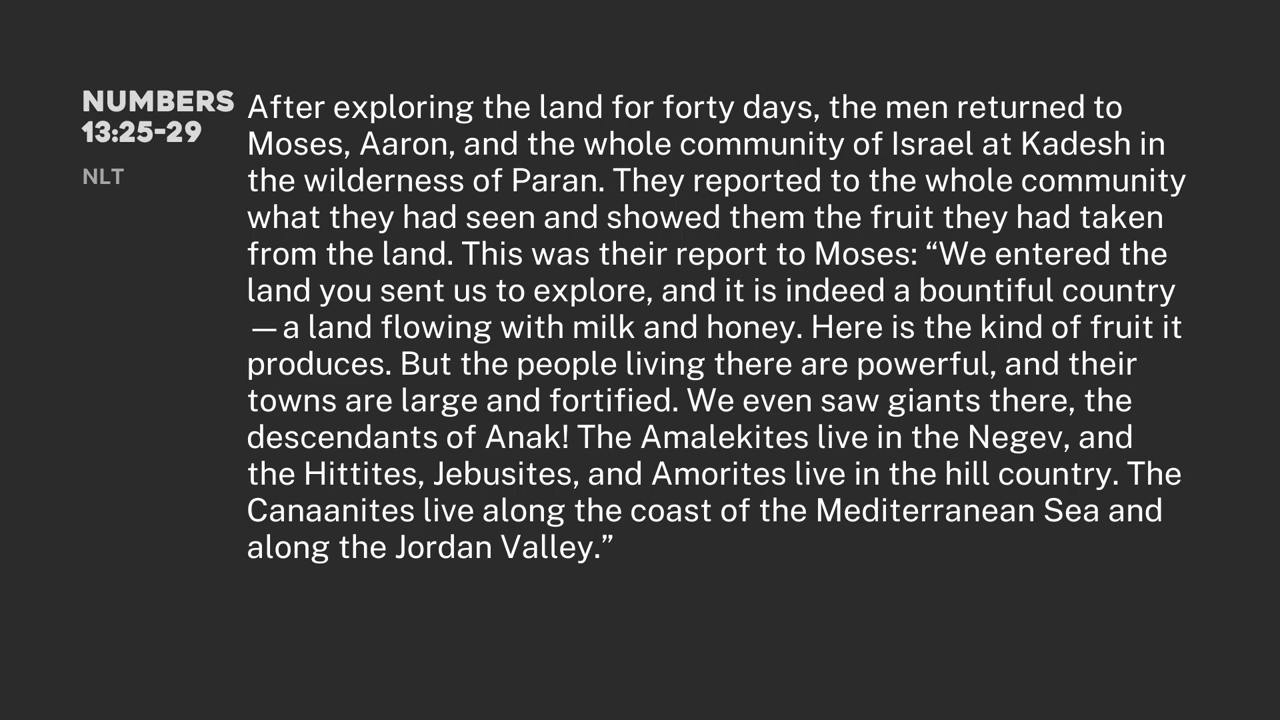 NUMBERS
13:25-29
NLT
After exploring the land for forty days, the men returned to
Moses, Aaron, and the whole community of Israel at Kadesh in
the wilderness of Paran. They reported to the whole community
what they had seen and showed them the fruit they had taken
from the land. This was their report to Moses: “We entered the
land you sent us to explore, and it is indeed a bountiful country
—a land flowing with milk and honey. Here is the kind of fruit it
produces. But the people living there are powerful, and their
towns are large and fortified. We even saw giants there, the
descendants of Anak! The Amalekites live in the Negev, and
the Hittites, Jebusites, and Amorites live in the hill country. The
Canaanites live along the coast of the Mediterranean Sea and
along the Jordan Valley.”